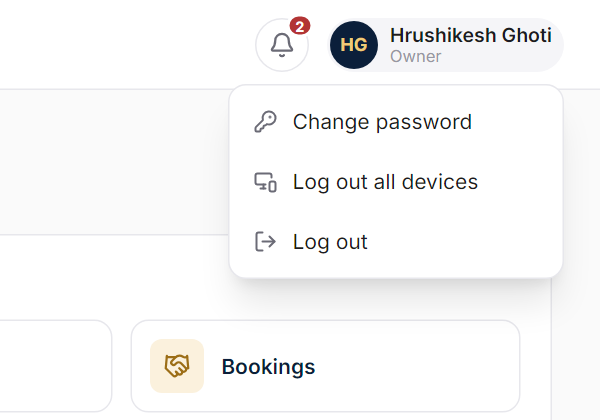 2
HG
Hrushikesh Ghoti
Owner
Change password
Log out all devices
Log out
Bookings